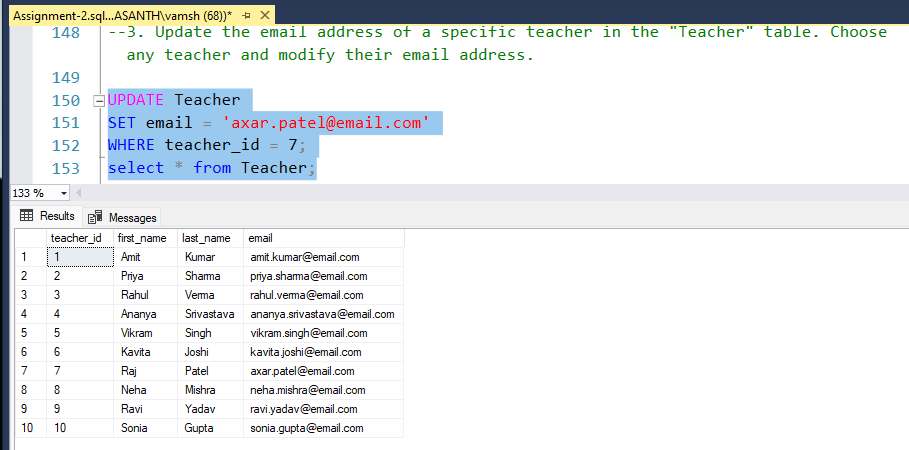 Assignment-2.sql...ASANTH\vamsh (68))*
148 --3. Update the email address of a specific teacher in the "Teacher" table. Choose
any teacher and modify their email address.
149
150 UPDATE Teacher
151 SET email = 'axar.patel@email.com'
152 WHERE teacher_id = 7;
153 select * from Teacher;
133 %
Results Messages
teacher_id first_name last_name email
1 1 Amit Kumar amit.kumar@email.com
2 2 Priya Sharma priya.sharma@email.com
3 3 Rahul Verma rahul.verma@email.com
4 4 Ananya Srivastava ananya.srivastava@email.com
5 5 Vikram Singh vikram.singh@email.com
6 6 Kavita Joshi kavita.joshi@email.com
7 7 Raj Patel axar.patel@email.com
8 8 Neha Mishra neha.mishra@email.com
9 9 Ravi Yadav ravi.yadav@email.com
10 10 Sonia Gupta sonia.gupta@email.com